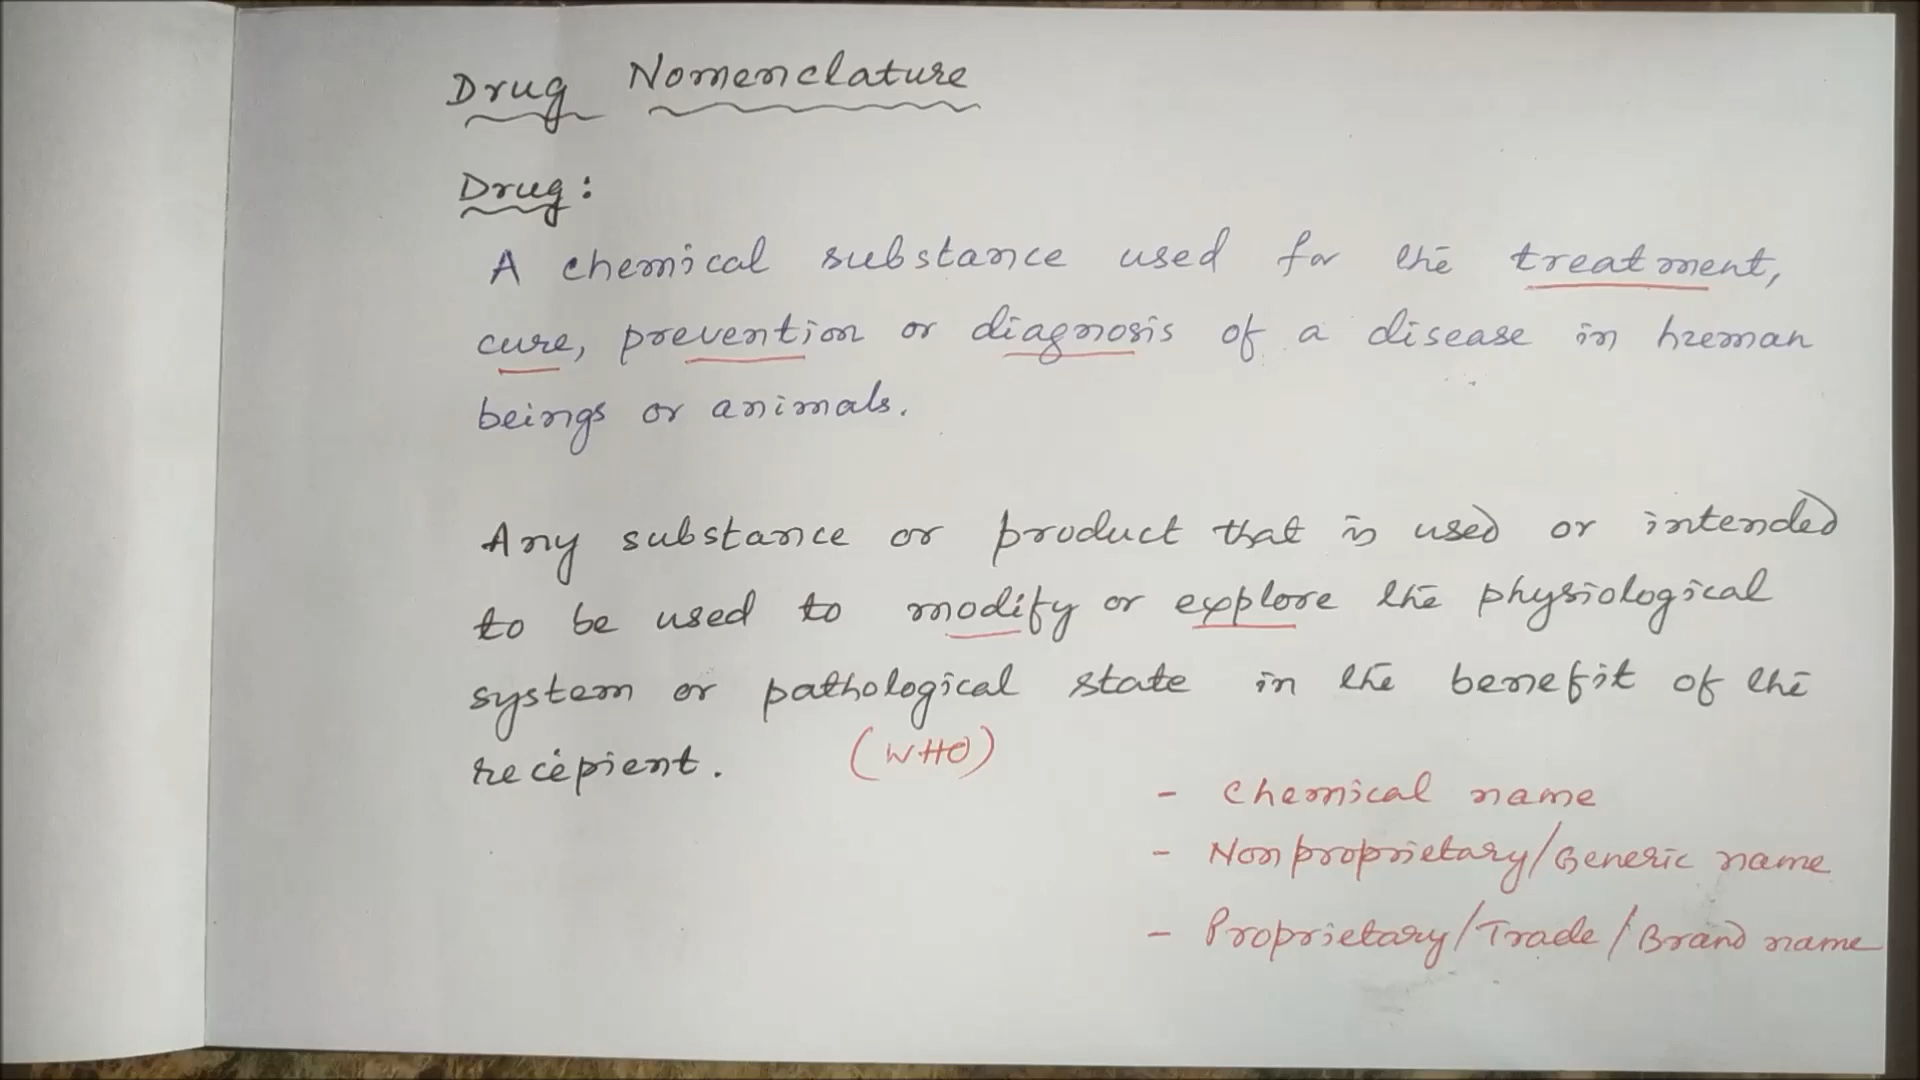 Drug Nomenclature
Drug:
A chemical substance used for the treatment,
cure, prevention or diagnosis of a disease in human
beings or animals.
Any substance or product that is used or intended
to be used to modify or explore the physiological
system or pathological state in the benefit of the
recipient. (WHO)
- Chemical name
- Nonproprietary/Generic name
- Proprietary/Trade/Brand name